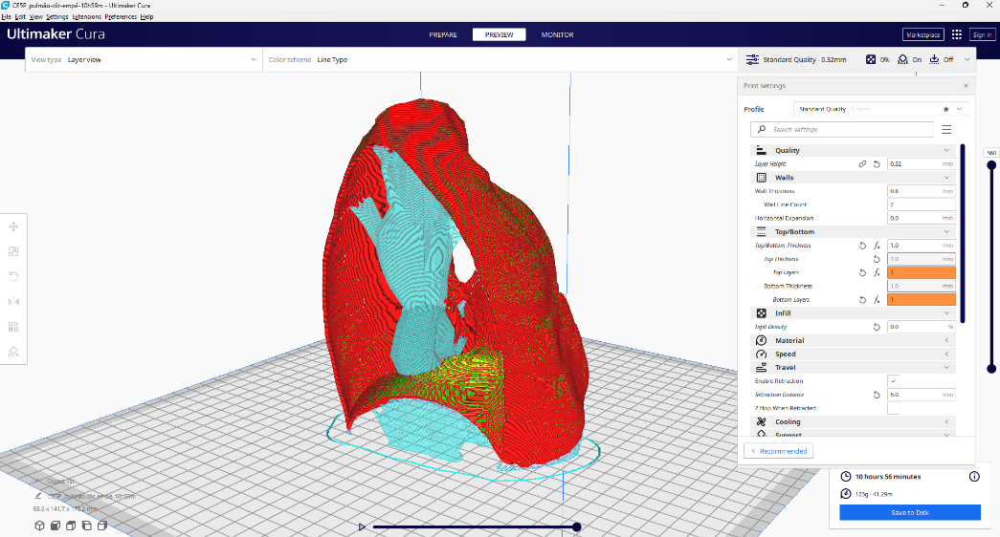 CESP_pulmão-dir-empé-10h59m - Ultimaker Cura
File Edit View Settings Extensions Preferences Help
Ultimaker Cura
PREPARE PREVIEW MONITOR
Marketplace Sign in
View type Layer view
Color scheme Line Type
Standard Quality - 0.32mm 0% On Off
Print settings
Profile Standard Quality 0.2mm
Search settings
Quality
Layer Height 0.32 mm
Walls
Wall Thickness 0.8 mm
Wall Line Count 2
Horizontal Expansion 0.0 mm
Top/Bottom
Top/Bottom Thickness 1.0 mm
Top Thickness 1.0 mm
Top Layers 1
Bottom Thickness 1.0 mm
Bottom Layers 1
Infill
Infill Density 0.0 %
Material
Speed
Travel
Enable Retraction
Retraction Distance 5.0 mm
Z Hop When Retracted
Cooling
Support
Recommended
560
Object list
CESP_pulmão-dir-empé-10h59m
88.6 x 141.7 x 179.2 mm
10 hours 56 minutes
123g · 41.29m
Save to Disk